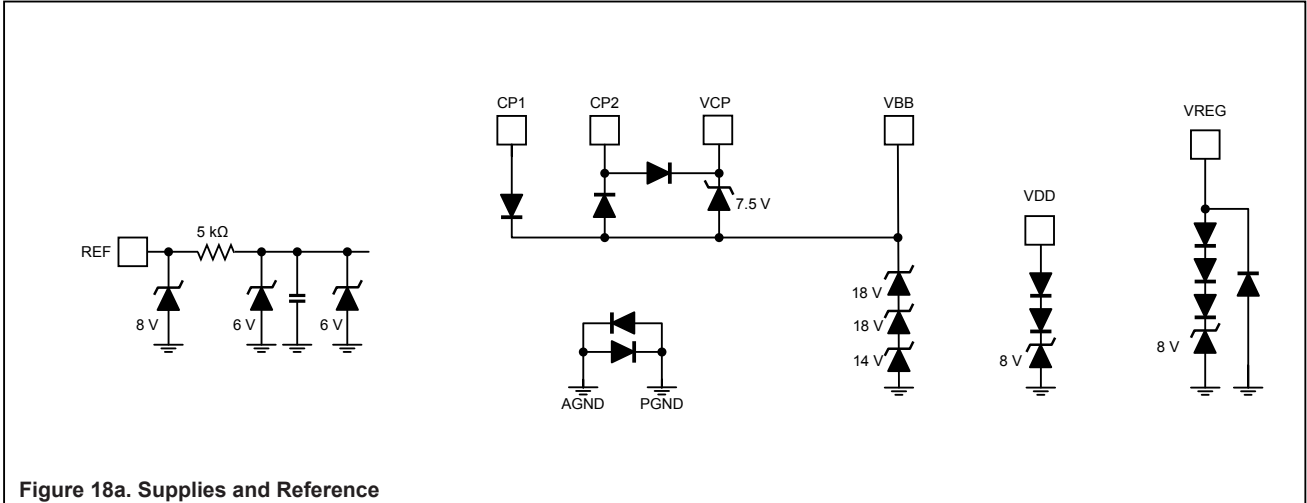 CP1
CP2
VCP
VBB
VREG
VDD
7.5 V
5 kΩ
REF
8 V
6 V
6 V
18 V
18 V
14 V
8 V
8 V
AGND
PGND
Figure 18a. Supplies and Reference